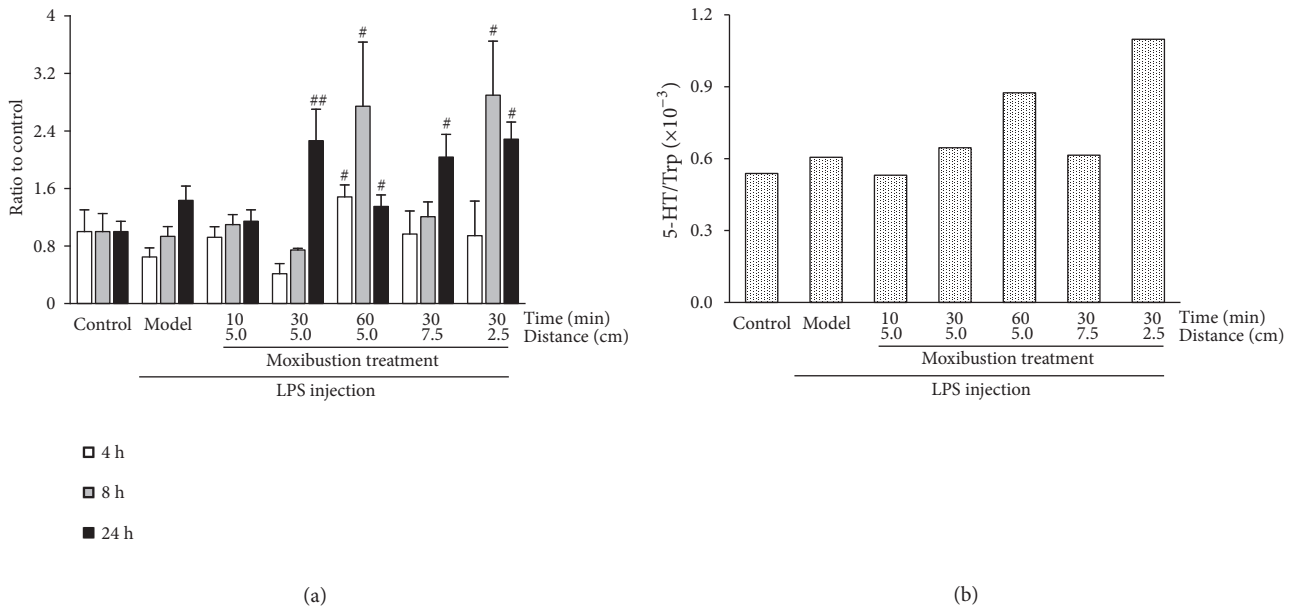 4
3.2
2.4
1.6
0.8
0
Ratio to control
# ## # # # # # #
Control Model 10 30 60 30 30 Time (min)
5.0 5.0 5.0 7.5 2.5 Distance (cm)
Moxibustion treatment
LPS injection
4 h
8 h
24 h
(a)
1.2
0.9
0.6
0.3
0.0
5-HT/Trp (×10⁻³)
Control Model 10 30 60 30 30 Time (min)
5.0 5.0 5.0 7.5 2.5 Distance (cm)
Moxibustion treatment
LPS injection
(b)